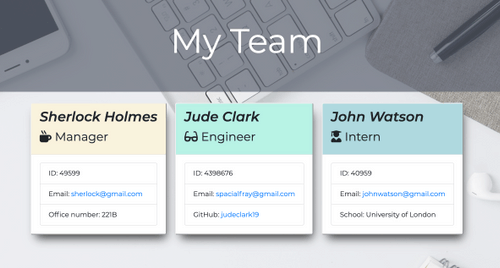 My Team
Sherlock Holmes
Manager
ID: 49599
Email: sherlock@gmail.com
Office number: 221B
Jude Clark
Engineer
ID: 4398676
Email: spacialfray@gmail.com
GitHub: judeclark19
John Watson
Intern
ID: 40959
Email: johnwatson@gmail.com
School: University of London